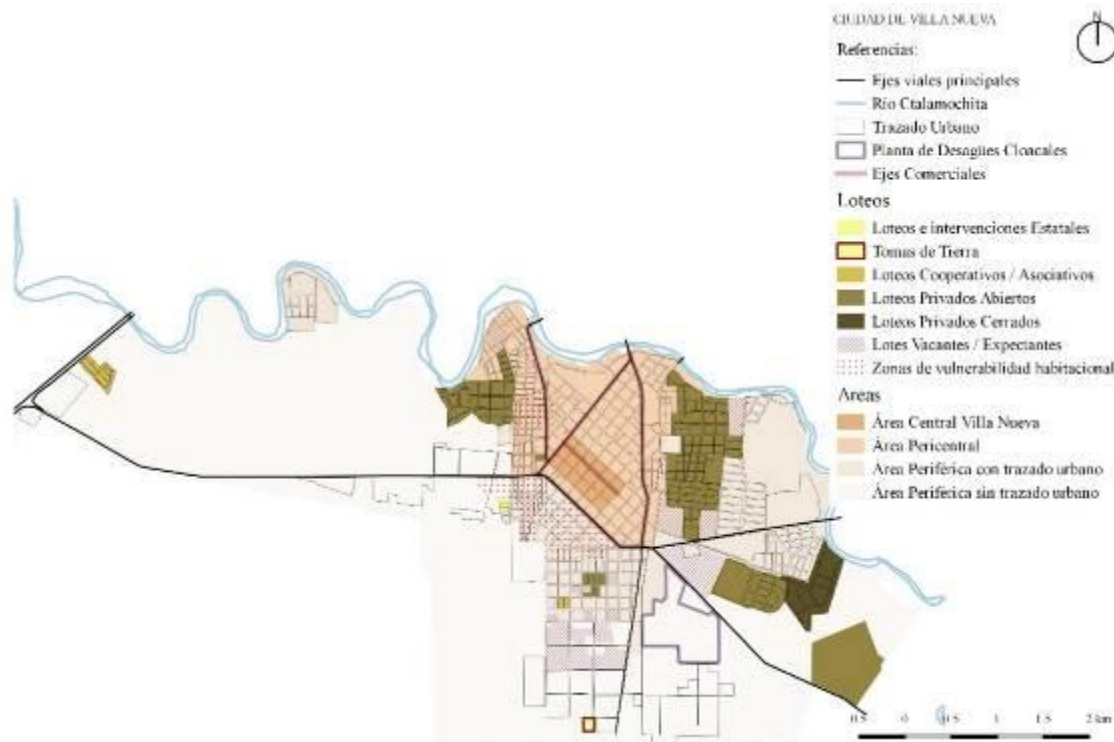 CIUDAD DE VILLA NUEVA
N
Referencias:
Ejes viales principales
Río Ctalamochita
Trazado Urbano
Planta de Desagües Cloacales
Ejes Comerciales
Loteos
Loteos e intervenciones Estatales
Tomas de Tierra
Loteos Cooperativos / Asociativos
Loteos Privados Abiertos
Loteos Privados Cerrados
Lotes Vacantes / Expectantes
Zonas de vulnerabilidad habitacional
Areas
Área Central Villa Nueva
Área Pericentral
Área Periférica con trazado urbano
Área Periférica sin trazado urbano
0.5 0 0.5 1 1.5 2 km